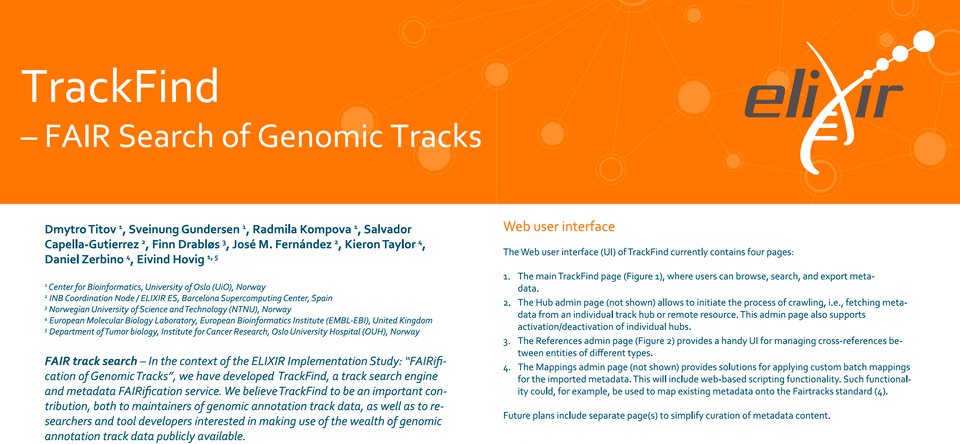 TrackFind
– FAIR Search of Genomic Tracks
elixir
Dmytro Titov ¹, Sveinung Gundersen ¹, Radmila Kompova ¹, Salvador
Capella-Gutierrez ², Finn Drabløs ³, José M. Fernández ², Kieron Taylor ⁴,
Daniel Zerbino ⁴, Eivind Hovig ¹, ⁵
¹ Center for Bioinformatics, University of Oslo (UiO), Norway
² INB Coordination Node / ELIXIR ES, Barcelona Supercomputing Center, Spain
³ Norwegian University of Science and Technology (NTNU), Norway
⁴ European Molecular Biology Laboratory, European Bioinformatics Institute (EMBL-EBI), United Kingdom
⁵ Department of Tumor biology, Institute for Cancer Research, Oslo University Hospital (OUH), Norway
FAIR track search – In the context of the ELIXIR Implementation Study: “FAIRifi-
cation of Genomic Tracks”, we have developed TrackFind, a track search engine
and metadata FAIRification service. We believe TrackFind to be an important con-
tribution, both to maintainers of genomic annotation track data, as well as to re-
searchers and tool developers interested in making use of the wealth of genomic
annotation track data publicly available.
Web user interface
The Web user interface (UI) of TrackFind currently contains four pages:
1. The main TrackFind page (Figure 1), where users can browse, search, and export meta-
data.
2. The Hub admin page (not shown) allows to initiate the process of crawling, i.e., fetching meta-
data from an individual track hub or remote resource. This admin page also supports
activation/deactivation of individual hubs.
3. The References admin page (Figure 2) provides a handy UI for managing cross-references be-
tween entities of different types.
4. The Mappings admin page (not shown) provides solutions for applying custom batch mappings
for the imported metadata. This will include web-based scripting functionality. Such functional-
ity could, for example, be used to map existing metadata onto the Fairtracks standard (4).
Future plans include separate page(s) to simplify curation of metadata content.